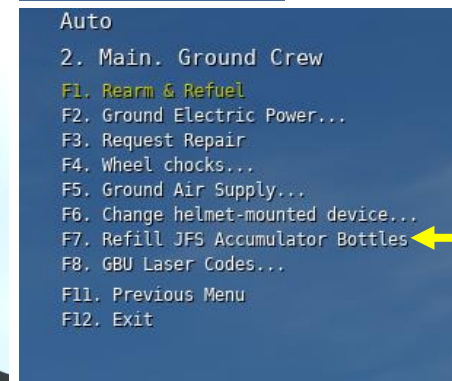 Auto
2. Main. Ground Crew
F1. Rearm & Refuel
F2. Ground Electric Power...
F3. Request Repair
F4. Wheel chocks...
F5. Ground Air Supply...
F6. Change helmet-mounted device...
F7. Refill JFS Accumulator Bottles
F8. GBU Laser Codes...
F11. Previous Menu
F12. Exit